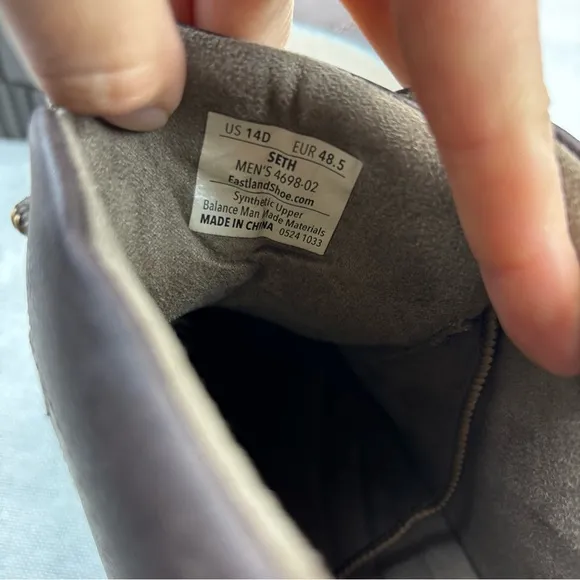 US 14D EUR 48.5
SETH
MEN'S 4698-02
EastlandShoe.com
Synthetic Upper
Balance Man Made Materials
MADE IN CHINA 0524 1033